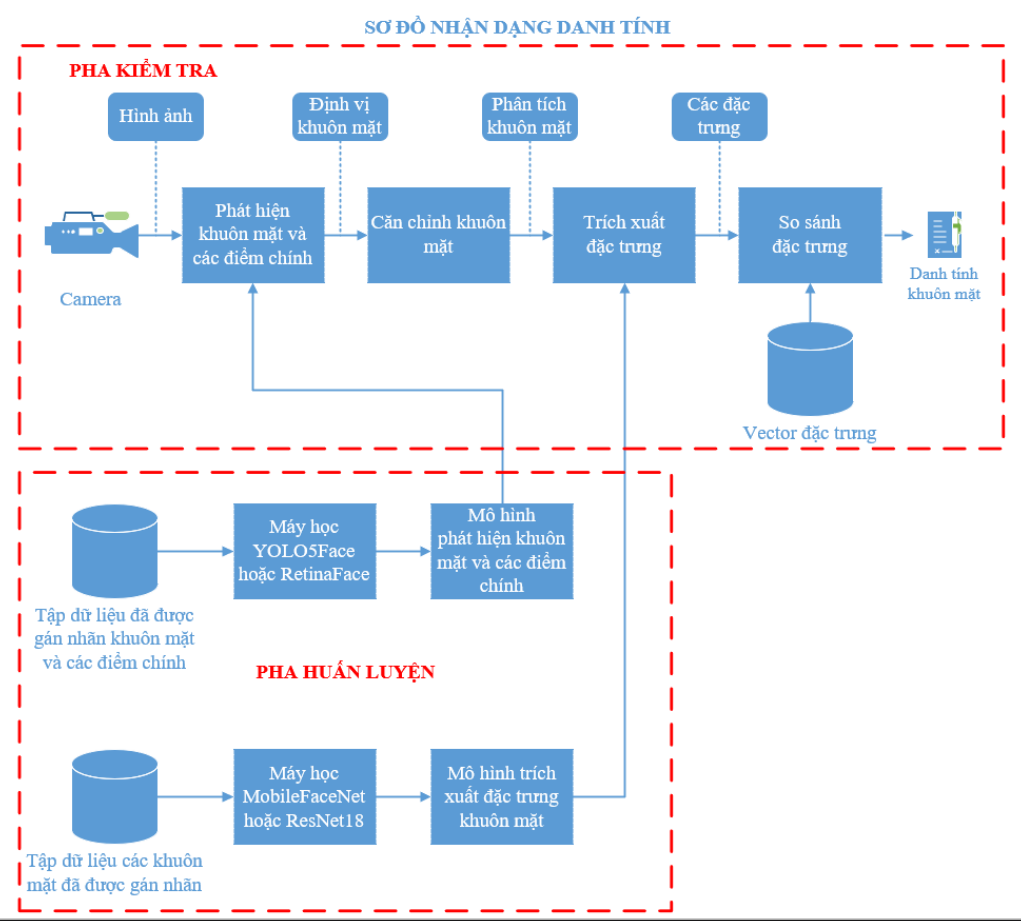 SƠ ĐỒ NHẬN DẠNG DANH TÍNH
PHA KIỂM TRA
Hình ảnh
Định vị
khuôn mặt
Phân tích
khuôn mặt
Các đặc
trưng
Phát hiện
khuôn mặt và
các điểm chính
Căn chỉnh khuôn
mặt
Trích xuất
đặc trưng
So sánh
đặc trưng
Camera
Danh tính
khuôn mặt
Vector đặc trưng
Máy học
YOLO5Face
hoặc RetinaFace
Mô hình
phát hiện khuôn
mặt và các điểm
chính
Tập dữ liệu đã được
gán nhãn khuôn mặt
và các điểm chính
PHA HUẤN LUYỆN
Máy học
MobileFaceNet
hoặc ResNet18
Mô hình trích
xuất đặc trưng
khuôn mặt
Tập dữ liệu các khuôn
mặt đã được gán nhãn